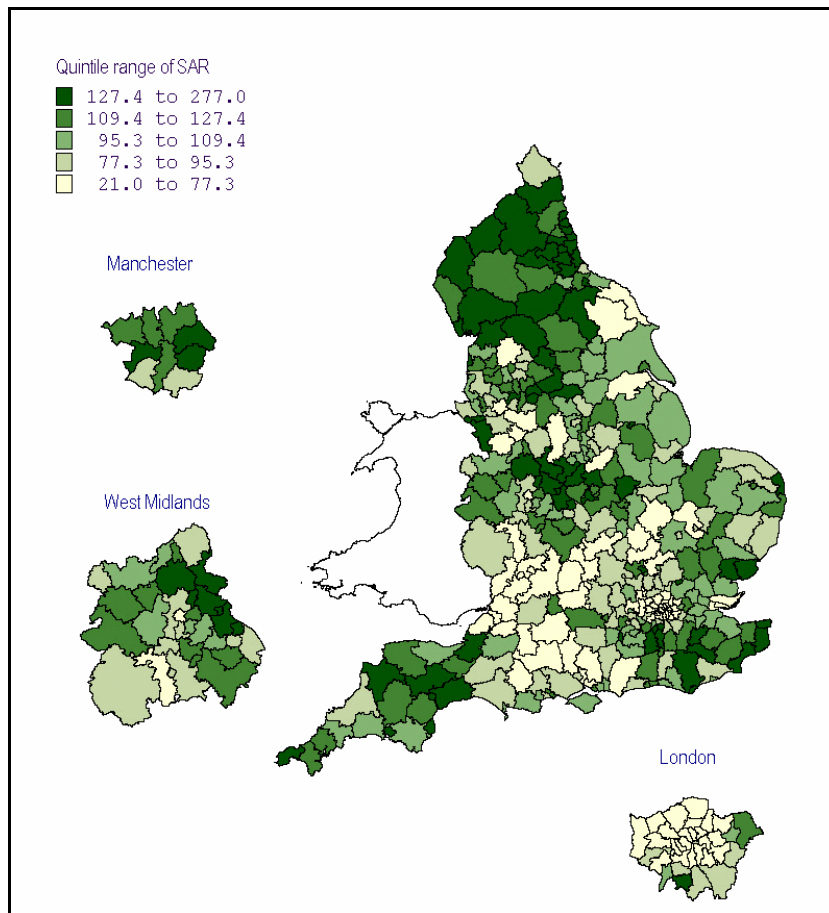 Quintile range of SAR
127.4 to 277.0
109.4 to 127.4
95.3 to 109.4
77.3 to 95.3
21.0 to 77.3
Manchester
West Midlands
London